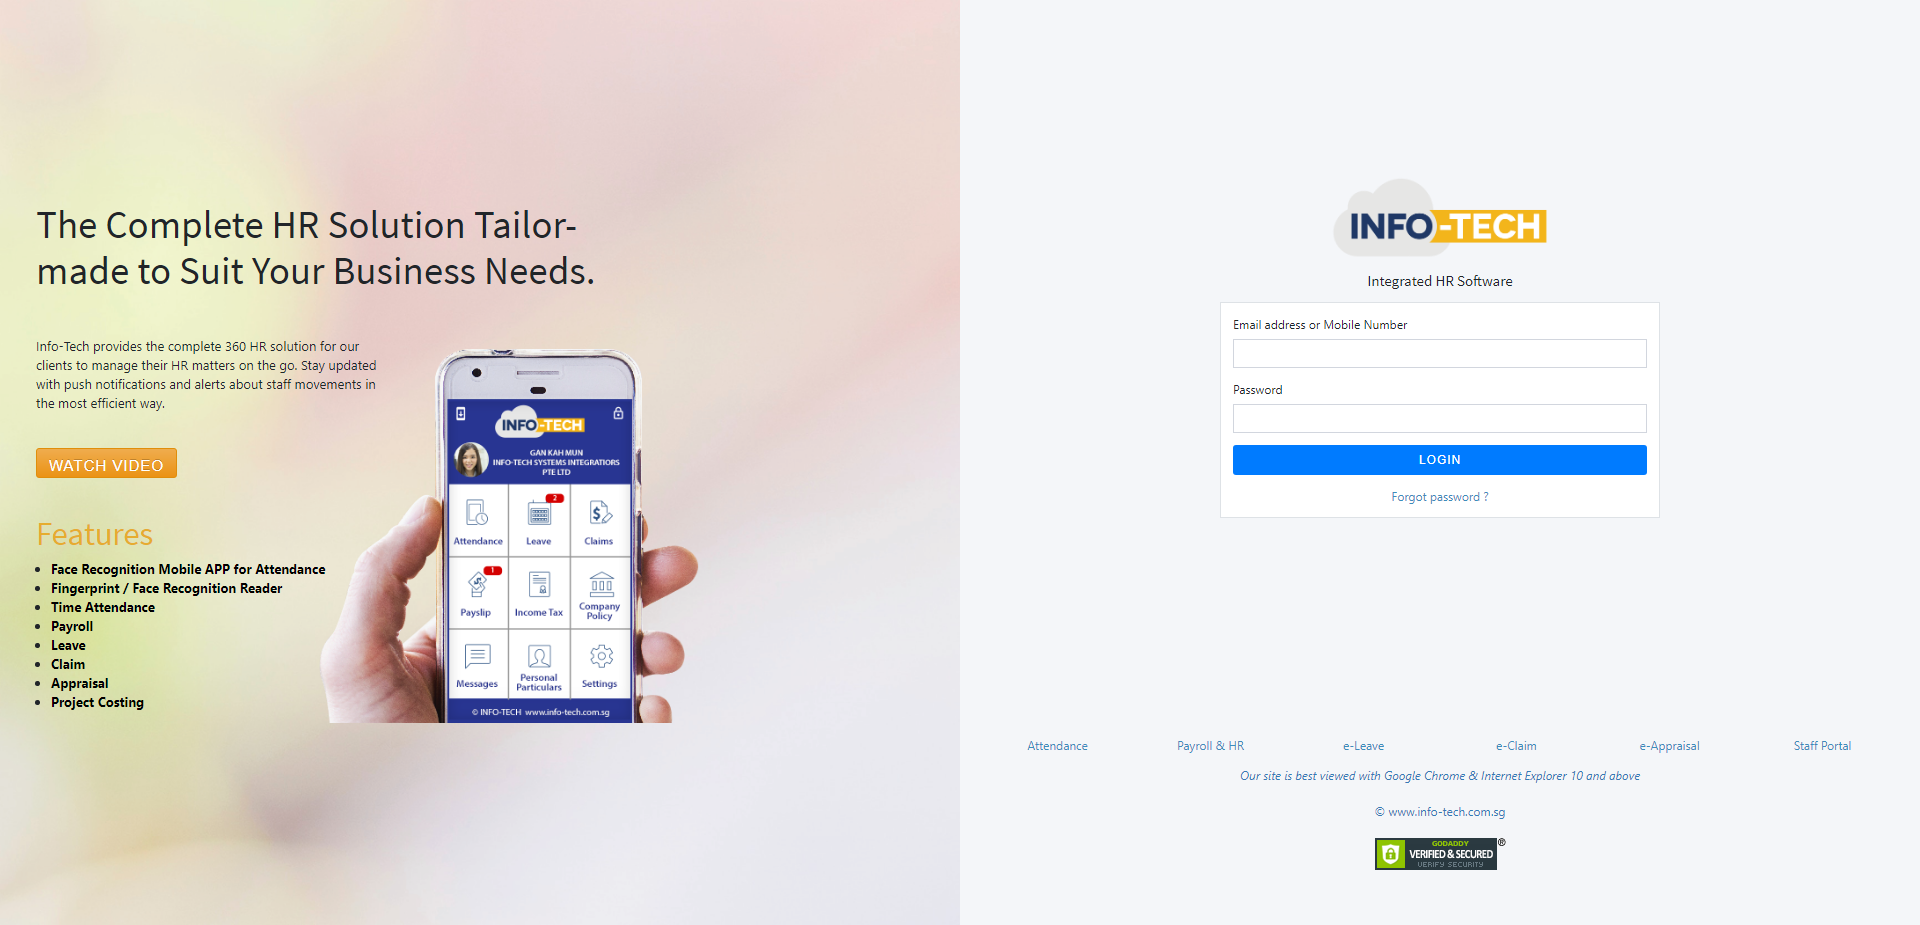 The Complete HR Solution Tailor-
made to Suit Your Business Needs.
Info-Tech provides the complete 360 HR solution for our
clients to manage their HR matters on the go. Stay updated
with push notifications and alerts about staff movements in
the most efficient way.
WATCH VIDEO
Features
Face Recognition Mobile APP for Attendance
Fingerprint / Face Recognition Reader
Time Attendance
Payroll
Leave
Claim
Appraisal
Project Costing
INFO-TECH
GAN KAH MUN
INFO-TECH SYSTEMS INTEGRATIORS
PTE LTD
2
Attendance
Leave
Claims
1
Payslip
Income Tax
Company
Policy
Messages
Personal
Particulars
Settings
© INFO-TECH www.info-tech.com.sg
INFO-TECH
Integrated HR Software
Email address or Mobile Number
Password
LOGIN
Forgot password ?
Attendance
Payroll & HR
e-Leave
e-Claim
e-Appraisal
Staff Portal
Our site is best viewed with Google Chrome & Internet Explorer 10 and above
© www.info-tech.com.sg
GODADDY
VERIFIED & SECURED
VERIFY SECURITY
®